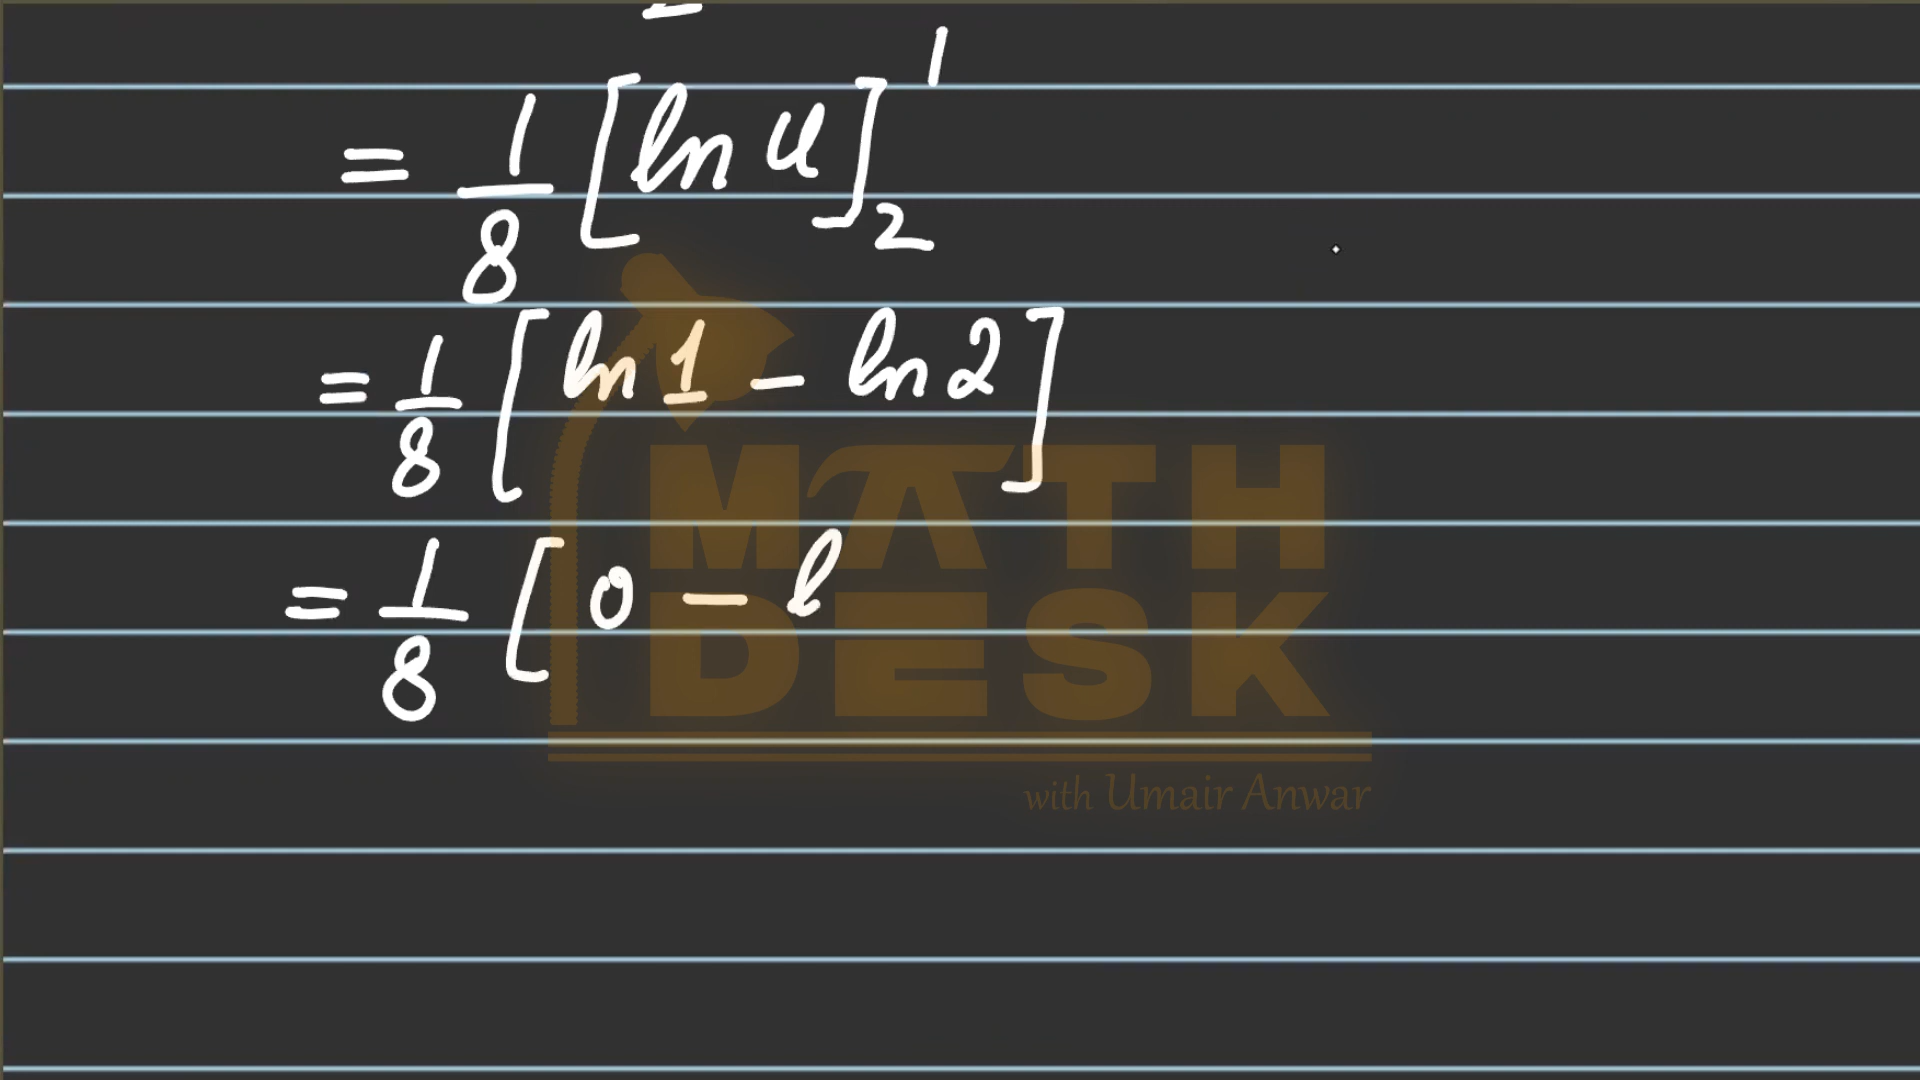 = 1/8 [ln u]₂¹
= 1/8 [ln 1 - ln 2]
= 1/8 [0 - l
MATH
DESK
with Umair Anwar